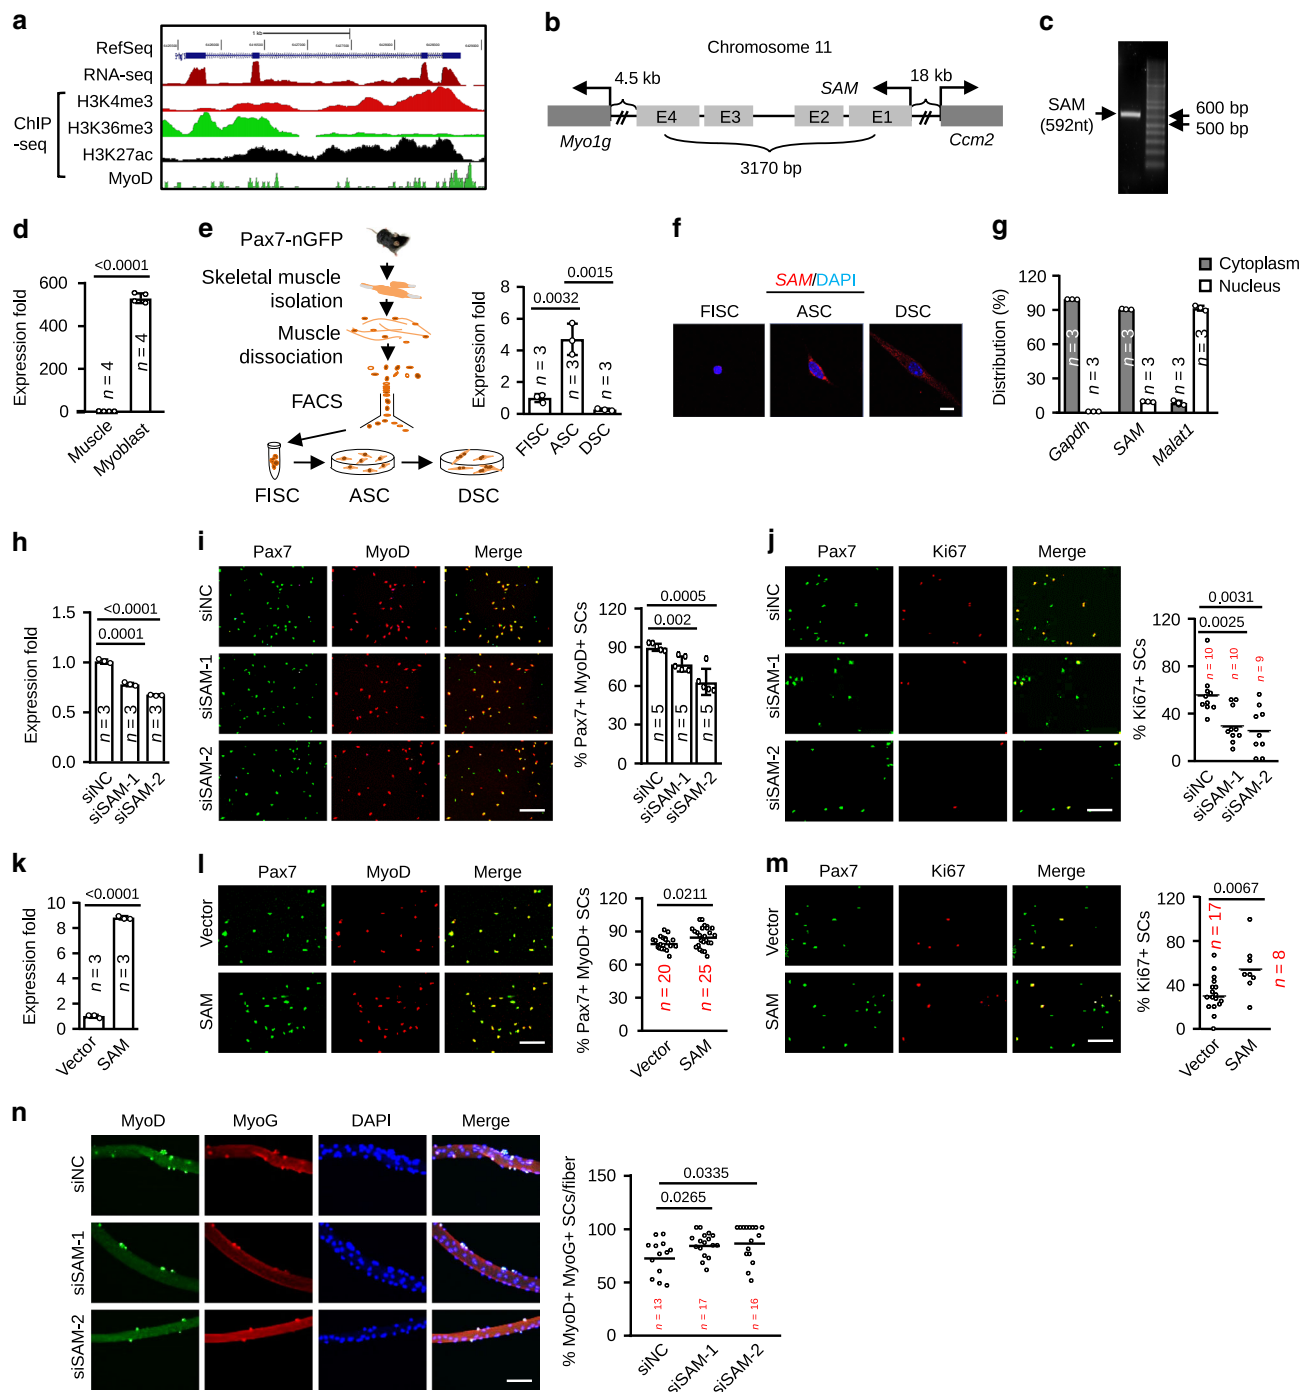 a
1 kb
RefSeq
RNA-seq
H3K4me3
ChIP
-seq
H3K36me3
H3K27ac
MyoD
b
Chromosome 11
4.5 kb
SAM
18 kb
E4
E3
E2
E1
Myo1g
Ccm2
3170 bp
c
SAM
(592nt)
600 bp
500 bp
d
<0.0001
Expression fold
600
400
200
0
n = 4
n = 4
Muscle
Myoblast
e
Pax7-nGFP
Skeletal muscle
isolation
Muscle
dissociation
FACS
FISC
ASC
DSC
0.0015
0.0032
Expression fold
8
6
4
2
0
n = 3
n = 3
n = 3
FISC
ASC
DSC
f
SAM/DAPI
FISC
ASC
DSC
g
Cytoplasm
Nucleus
Distribution (%)
120
90
60
30
0
n = 3
n = 3
n = 3
n = 3
n = 3
Gapdh
SAM
Malat1
h
<0.0001
0.0001
Expression fold
1.5
1.0
0.5
0.0
n = 3
n = 3
n = 3
siNC
siSAM-1
siSAM-2
i
Pax7
MyoD
Merge
siNC
siSAM-1
siSAM-2
0.0005
0.002
% Pax7+ MyoD+ SCs
120
90
60
30
0
n = 5
n = 5
n = 5
siNC
siSAM-1
siSAM-2
j
Pax7
Ki67
Merge
siNC
siSAM-1
siSAM-2
0.0031
0.0025
% Ki67+ SCs
120
80
40
0
n = 10
n = 10
n = 9
siNC
siSAM-1
siSAM-2
k
<0.0001
Expression fold
10
8
6
4
2
0
n = 3
n = 3
Vector
SAM
l
Pax7
MyoD
Merge
Vector
SAM
0.0211
% Pax7+ MyoD+ SCs
120
90
60
30
0
n = 20
n = 25
Vector
SAM
m
Pax7
Ki67
Merge
Vector
SAM
0.0067
% Ki67+ SCs
120
80
40
0
n = 17
n = 8
Vector
SAM
n
MyoD
MyoG
DAPI
Merge
siNC
siSAM-1
siSAM-2
0.0335
0.0265
% MyoD+ MyoG+ SCs/fiber
150
100
50
0
n = 13
n = 17
n = 16
siNC
siSAM-1
siSAM-2